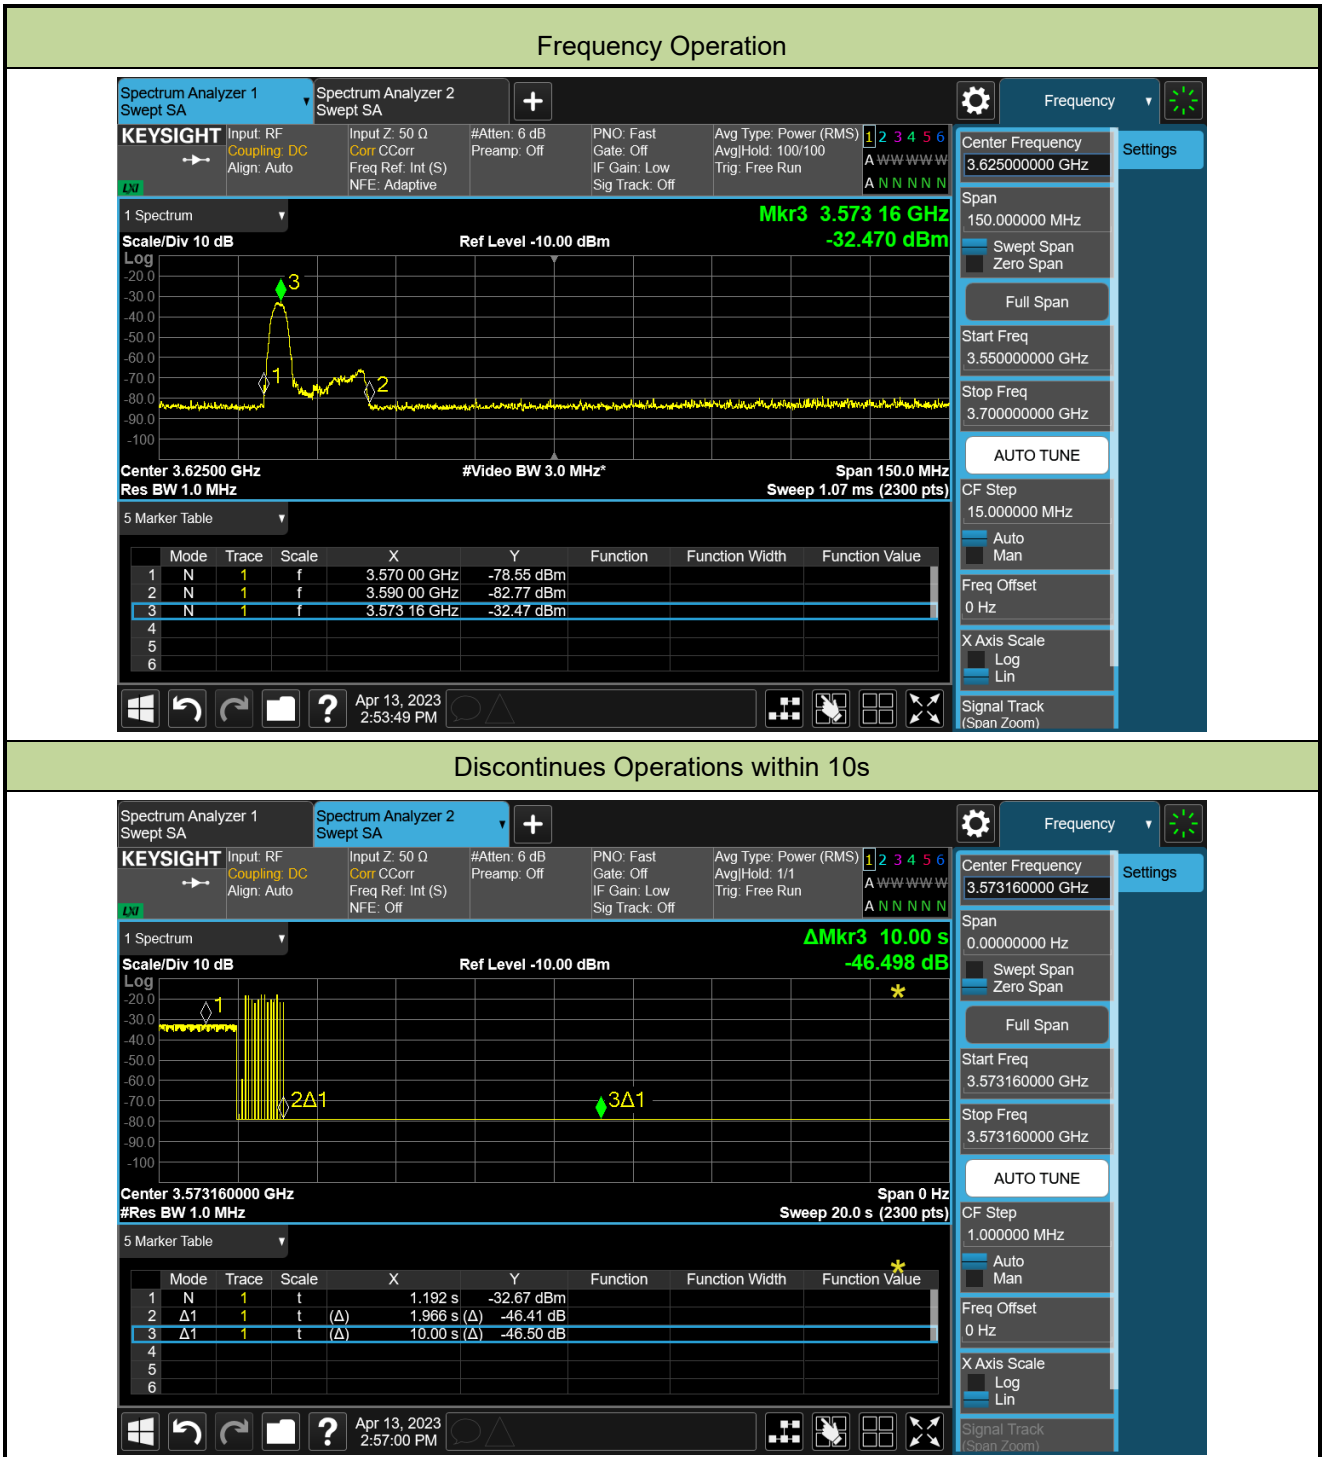 Frequency Operation
Spectrum Analyzer 1
Swept SA
Spectrum Analyzer 2
Swept SA
Frequency
KEYSIGHT
LXI
Input: RF
Coupling: DC
Align: Auto
Input Z: 50 Ω
Corr CCorr
Freq Ref: Int (S)
NFE: Adaptive
#Atten: 6 dB
Preamp: Off
PNO: Fast
Gate: Off
IF Gain: Low
Sig Track: Off
Avg Type: Power (RMS)
Avg|Hold: 100/100
Trig: Free Run
1 2 3 4 5 6
A W W W W W
A N N N N N
1 Spectrum
Mkr3 3.573 16 GHz
-32.470 dBm
Scale/Div 10 dB
Ref Level -10.00 dBm
Log
-20.0
-30.0
-40.0
-50.0
-60.0
-70.0
-80.0
-90.0
-100
3
1
2
Center 3.62500 GHz
#Video BW 3.0 MHz*
Span 150.0 MHz
Res BW 1.0 MHz
Sweep 1.07 ms (2300 pts)
5 Marker Table
Mode Trace Scale X Y Function Function Width Function Value
1 N 1 f 3.570 00 GHz -78.55 dBm
2 N 1 f 3.590 00 GHz -82.77 dBm
3 N 1 f 3.573 16 GHz -32.47 dBm
4
5
6
Apr 13, 2023
2:53:49 PM
Center Frequency
3.625000000 GHz
Settings
Span
150.000000 MHz
Swept Span
Zero Span
Full Span
Start Freq
3.550000000 GHz
Stop Freq
3.700000000 GHz
AUTO TUNE
CF Step
15.000000 MHz
Auto
Man
Freq Offset
0 Hz
X Axis Scale
Log
Lin
Signal Track
(Span Zoom)
Discontinues Operations within 10s
Spectrum Analyzer 1
Swept SA
Spectrum Analyzer 2
Swept SA
Frequency
KEYSIGHT
LXI
Input: RF
Coupling: DC
Align: Auto
Input Z: 50 Ω
Corr CCorr
Freq Ref: Int (S)
NFE: Off
#Atten: 6 dB
Preamp: Off
PNO: Fast
Gate: Off
IF Gain: Low
Sig Track: Off
Avg Type: Power (RMS)
Avg|Hold: 1/1
Trig: Free Run
1 2 3 4 5 6
A W W W W W
A N N N N N
1 Spectrum
ΔMkr3 10.00 s
-46.498 dB
Scale/Div 10 dB
Ref Level -10.00 dBm
Log
-20.0
-30.0
-40.0
-50.0
-60.0
-70.0
-80.0
-90.0
-100
*
1
2Δ1
3Δ1
Center 3.573160000 GHz
Span 0 Hz
#Res BW 1.0 MHz
Sweep 20.0 s (2300 pts)
5 Marker Table
*
Mode Trace Scale X Y Function Function Width Function Value
1 N 1 t 1.192 s -32.67 dBm
2 Δ1 1 t (Δ) 1.966 s (Δ) -46.41 dB
3 Δ1 1 t (Δ) 10.00 s (Δ) -46.50 dB
4
5
6
Apr 13, 2023
2:57:00 PM
Center Frequency
3.573160000 GHz
Settings
Span
0.00000000 Hz
Swept Span
Zero Span
Full Span
Start Freq
3.573160000 GHz
Stop Freq
3.573160000 GHz
AUTO TUNE
CF Step
1.000000 MHz
Auto
Man
Freq Offset
0 Hz
X Axis Scale
Log
Lin
Signal Track
(Span Zoom)